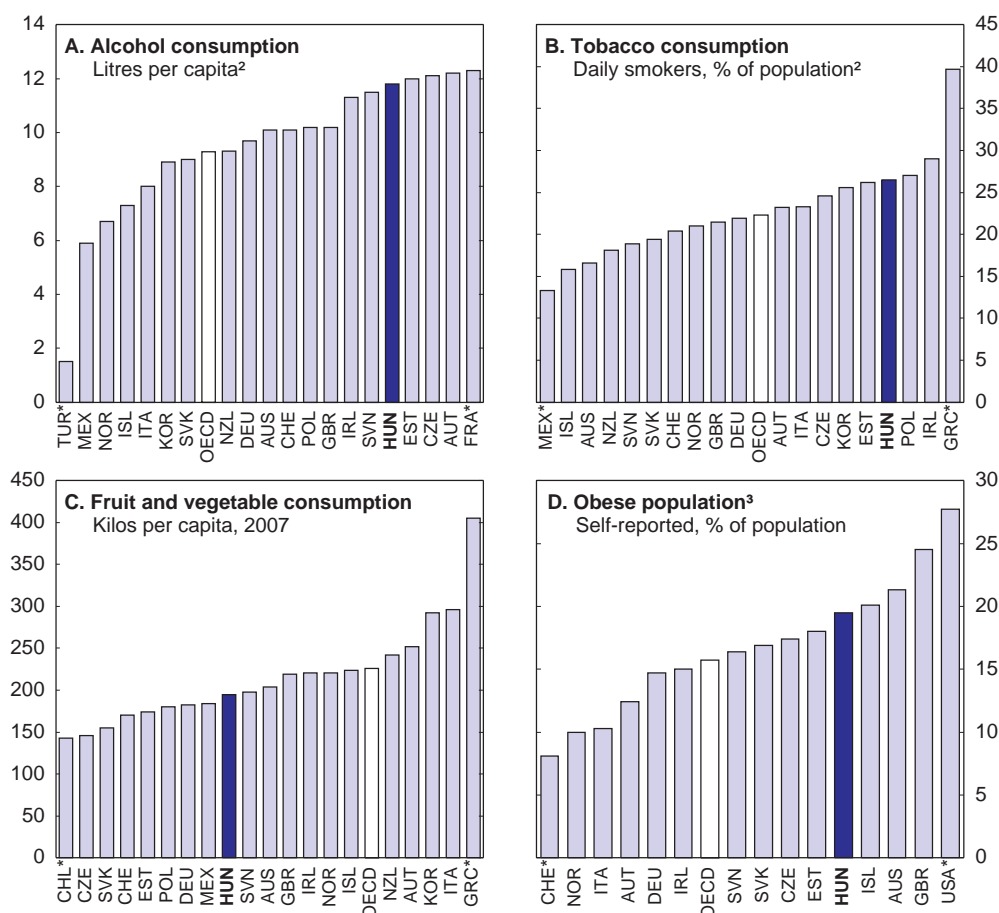 A. Alcohol consumption
Litres per capita²
14
12
10
8
6
4
2
0
TUR*
MEX
NOR
ISL
ITA
KOR
SVK
OECD
NZL
DEU
AUS
CHE
POL
GBR
IRL
SVN
HUN
EST
CZE
AUT
FRA*
B. Tobacco consumption
Daily smokers, % of population²
45
40
35
30
25
20
15
10
5
0
MEX*
ISL
AUS
NZL
SVN
SVK
CHE
NOR
GBR
DEU
OECD
AUT
ITA
CZE
KOR
EST
HUN
POL
IRL
GRC*
C. Fruit and vegetable consumption
Kilos per capita, 2007
450
400
350
300
250
200
150
100
50
0
CHL*
CZE
SVK
CHE
EST
POL
DEU
MEX
HUN
SVN
AUS
GBR
IRL
NOR
ISL
OECD
NZL
AUT
KOR
ITA
GRC*
D. Obese population³
Self-reported, % of population
30
25
20
15
10
5
0
CHE*
NOR
ITA
AUT
DEU
IRL
OECD
SVN
SVK
CZE
EST
HUN
ISL
AUS
GBR
USA*